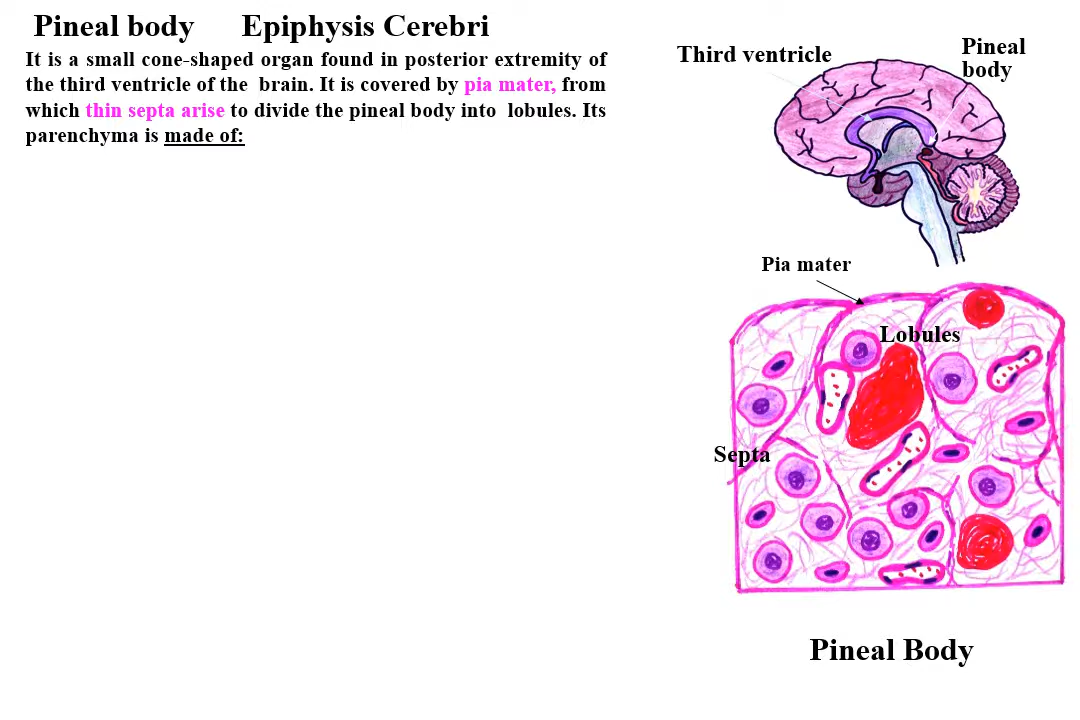 Pineal body Epiphysis Cerebri
It is a small cone-shaped organ found in posterior extremity of
the third ventricle of the brain. It is covered by pia mater, from
which thin septa arise to divide the pineal body into lobules. Its
parenchyma is made of:
Third ventricle
Pineal
body
Pia mater
Lobules
Septa
Pineal Body